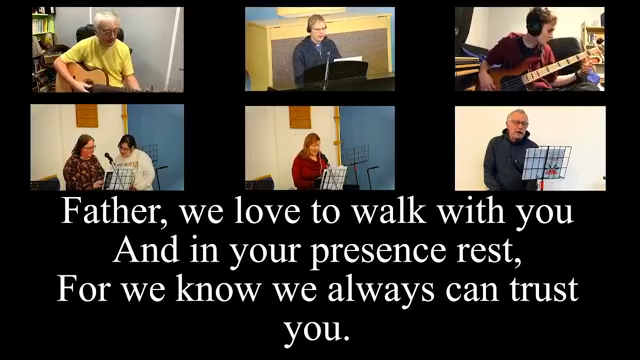 Father, we love to walk with you
And in your presence rest,
For we know we always can trust
you.